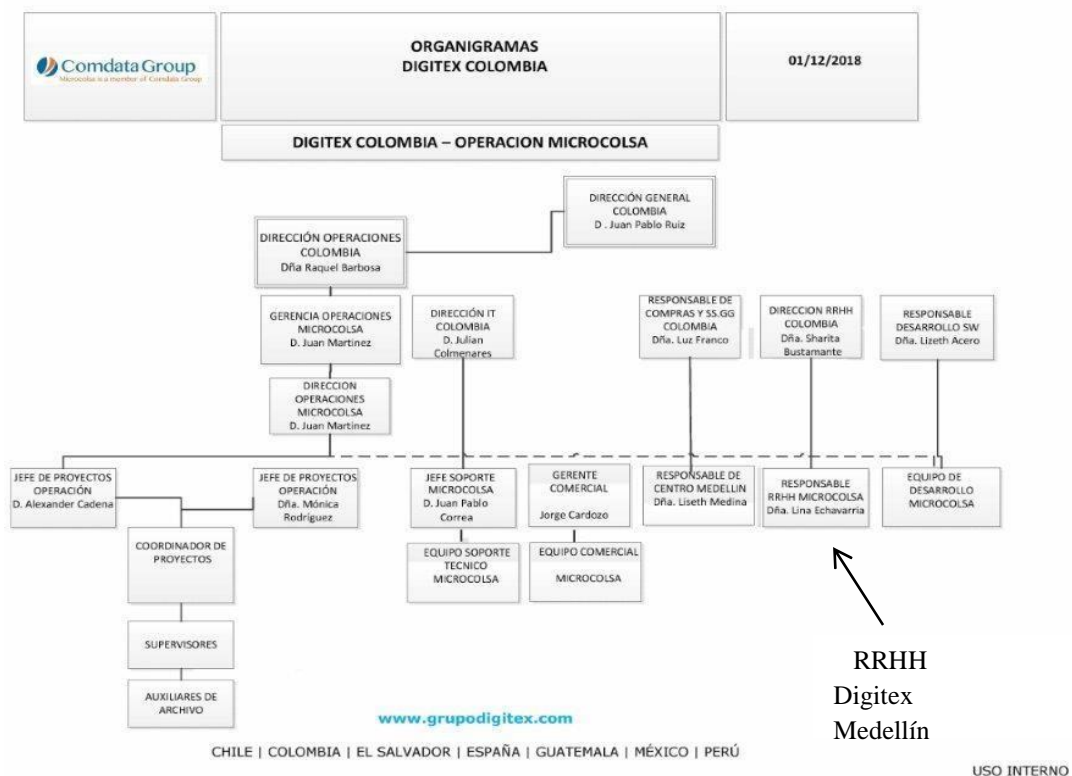 ComdataGroup
Microcolsa is a member of Comdata Group
ORGANIGRAMAS
DIGITEX COLOMBIA
01/12/2018
DIGITEX COLOMBIA – OPERACION MICROCOLSA
DIRECCIÓN GENERAL
COLOMBIA
D . Juan Pablo Ruiz
DIRECCIÓN OPERACIONES
COLOMBIA
Dña Raquel Barbosa
GERENCIA OPERACIONES
MICROCOLSA
D. Juan Martinez
DIRECCIÓN IT
COLOMBIA
D. Julian
Colmenares
RESPONSABLE DE
COMPRAS Y SS.GG
COLOMBIA
Dña. Luz Franco
DIRECCION RRHH
COLOMBIA
Dña. Sharita
Bustamante
RESPONSABLE
DESARROLLO SW
Dña. Lizeth Acero
DIRECCION
OPERACIONES
MICROCOLSA
D. Juan Martinez
JEFE DE PROYECTOS
OPERACIÓN
D. Alexander Cadena
JEFE DE PROYECTOS
OPERACIÓN
Dña. Mónica
Rodríguez
JEFE SOPORTE
MICROCOLSA
D. Juan Pablo
Correa
GERENTE
COMERCIAL
Jorge Cardozo
RESPONSABLE DE
CENTRO MEDELLIN
Dña. Liseth Medina
RESPONSABLE
RRHH MICROCOLSA
Dña. Lina Echavarria
EQUIPO DE
DESARROLLO
MICROCOLSA
COORDINADOR DE
PROYECTOS
EQUIPO SOPORTE
TECNICO
MICROCOLSA
EQUIPO COMERCIAL
MICROCOLSA
SUPERVISORES
AUXILIARES DE
ARCHIVO
RRHH
Digitex
Medellín
www.grupodigitex.com
CHILE | COLOMBIA | EL SALVADOR | ESPAÑA | GUATEMALA | MÉXICO | PERÚ
USO INTERNO